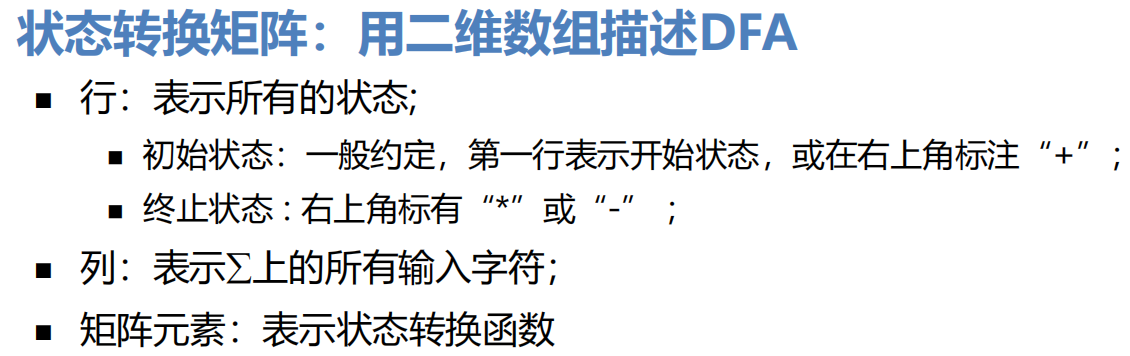 状态转换矩阵：用二维数组描述DFA
■ 行：表示所有的状态;
■ 初始状态：一般约定，第一行表示开始状态，或在右上角标注“+”；
■ 终止状态 : 右上角标有“*”或“-” ；
■ 列：表示∑上的所有输入字符；
■ 矩阵元素：表示状态转换函数